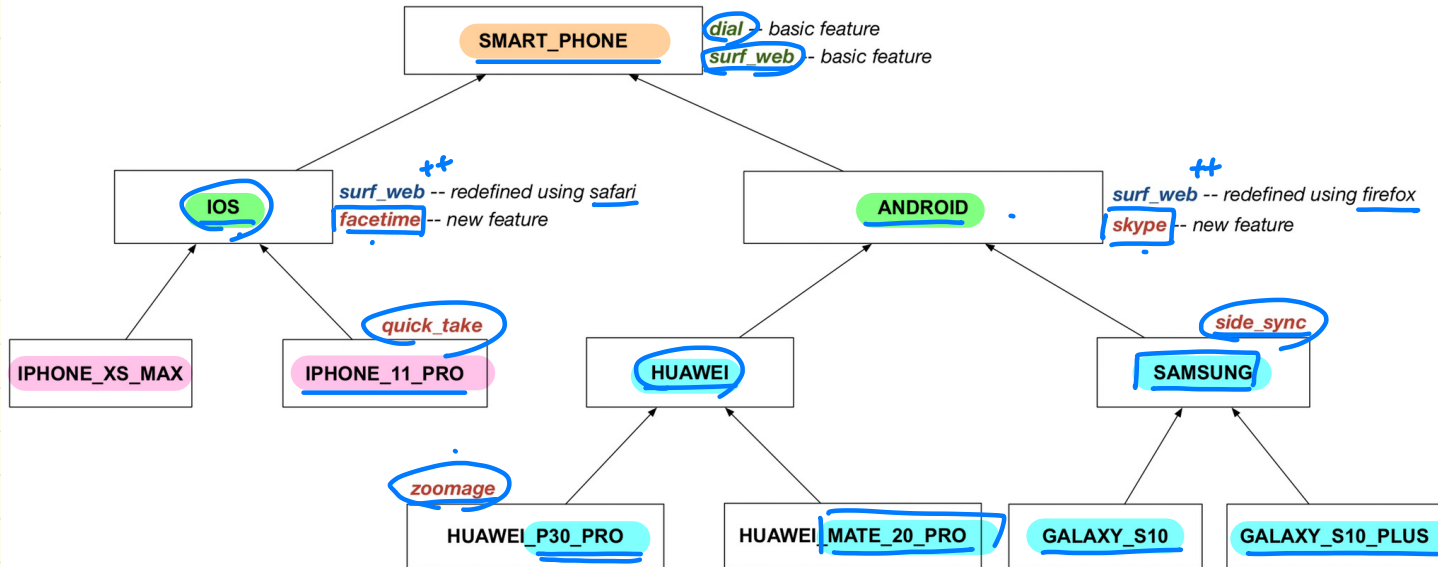 SMART_PHONE
dial -- basic feature
surf_web -- basic feature
++
++
IOS
surf_web -- redefined using safari
facetime -- new feature
ANDROID
surf_web -- redefined using firefox
skype -- new feature
quick_take
side_sync
IPHONE_XS_MAX
IPHONE_11_PRO
HUAWEI
SAMSUNG
zoomage
HUAWEI_P30_PRO
HUAWEI_MATE_20_PRO
GALAXY_S10
GALAXY_S10_PLUS